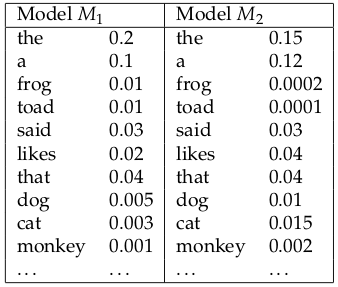 Model M1 Model M2
the 0.2 the 0.15
a 0.1 a 0.12
frog 0.01 frog 0.0002
toad 0.01 toad 0.0001
said 0.03 said 0.03
likes 0.02 likes 0.04
that 0.04 that 0.04
dog 0.005 dog 0.01
cat 0.003 cat 0.015
monkey 0.001 monkey 0.002
... ... ... ...